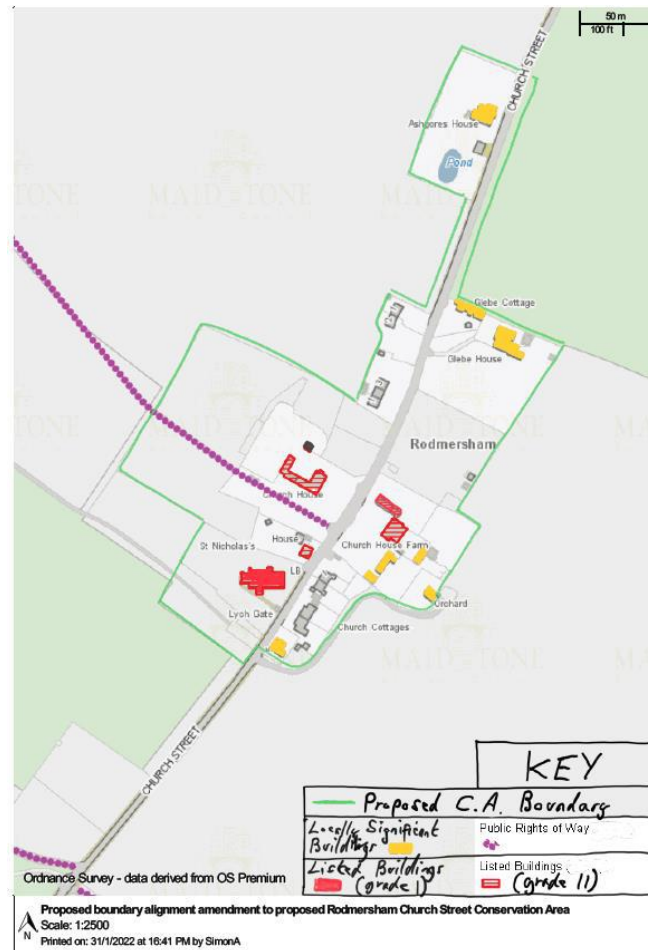 50 m
100 ft
CHURCH STREET
Ashgores House
Pond
Glebe Cottage
Glebe House
Rodmersham
Church House
St Nicholas's
House
Church House Farm
LB
Lych Gate
Orchard
Church Cottages
CHURCH STREET
MAIDSTONE
KEY
Proposed C.A. Boundary
Locally Significant
Buildings
Public Rights of Way
Listed Buildings
(grade I)
Listed Buildings
(grade II)
Ordnance Survey - data derived from OS Premium
N
Proposed boundary alignment amendment to proposed Rodmersham Church Street Conservation Area
Scale: 1:2500
Printed on: 31/1/2022 at 16:41 PM by SimonA